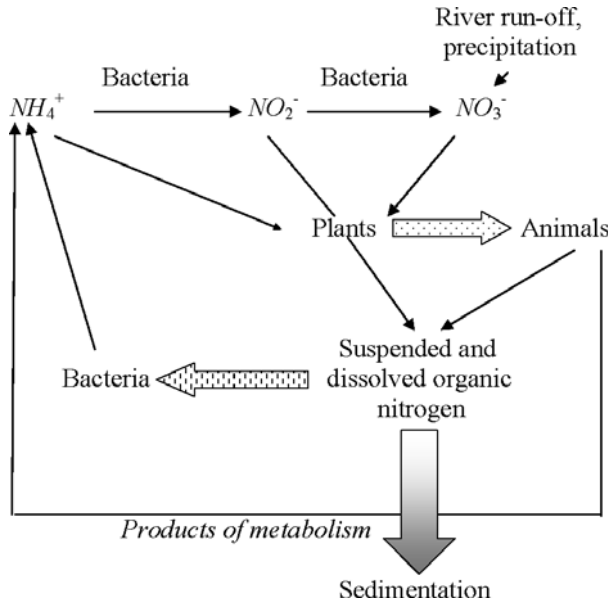 River run-off,
precipitation
Bacteria Bacteria
NH₄⁺ NO₂⁻ NO₃⁻
Plants Animals
Suspended and
dissolved organic
nitrogen
Bacteria
Products of metabolism
Sedimentation